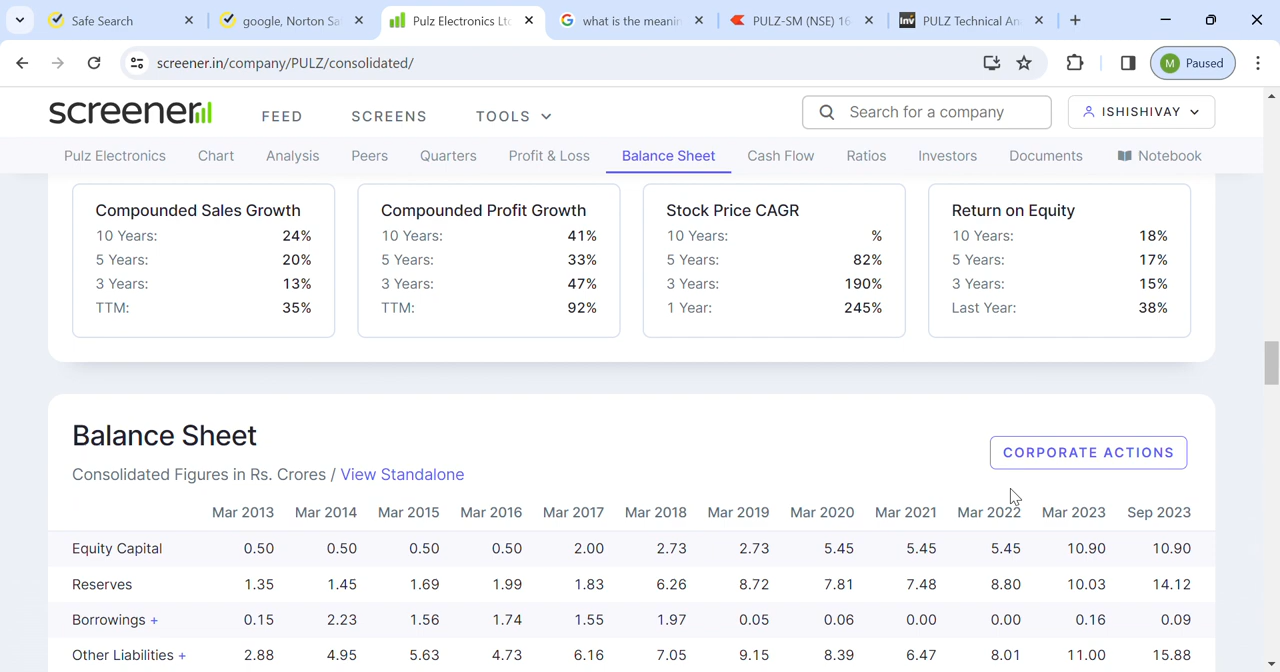 Safe Search google, Norton Sa Pulz Electronics Ltd what is the meanin PULZ-SM (NSE) 16 PULZ Technical An
screener.in/company/PULZ/consolidated/ M Paused
screener FEED SCREENS TOOLS Search for a company ISHISHIVAY
Pulz Electronics Chart Analysis Peers Quarters Profit & Loss Balance Sheet Cash Flow Ratios Investors Documents Notebook
Compounded Sales Growth Compounded Profit Growth Stock Price CAGR Return on Equity
10 Years: 24% 10 Years: 41% 10 Years: % 10 Years: 18%
5 Years: 20% 5 Years: 33% 5 Years: 82% 5 Years: 17%
3 Years: 13% 3 Years: 47% 3 Years: 190% 3 Years: 15%
TTM: 35% TTM: 92% 1 Year: 245% Last Year: 38%
Balance Sheet
CORPORATE ACTIONS
Consolidated Figures in Rs. Crores / View Standalone
Mar 2013 Mar 2014 Mar 2015 Mar 2016 Mar 2017 Mar 2018 Mar 2019 Mar 2020 Mar 2021 Mar 2022 Mar 2023 Sep 2023
Equity Capital 0.50 0.50 0.50 0.50 2.00 2.73 2.73 5.45 5.45 5.45 10.90 10.90
Reserves 1.35 1.45 1.69 1.99 1.83 6.26 8.72 7.81 7.48 8.80 10.03 14.12
Borrowings + 0.15 2.23 1.56 1.74 1.55 1.97 0.05 0.06 0.00 0.00 0.16 0.09
Other Liabilities + 2.88 4.95 5.63 4.73 6.16 7.05 9.15 8.39 6.47 8.01 11.00 15.88